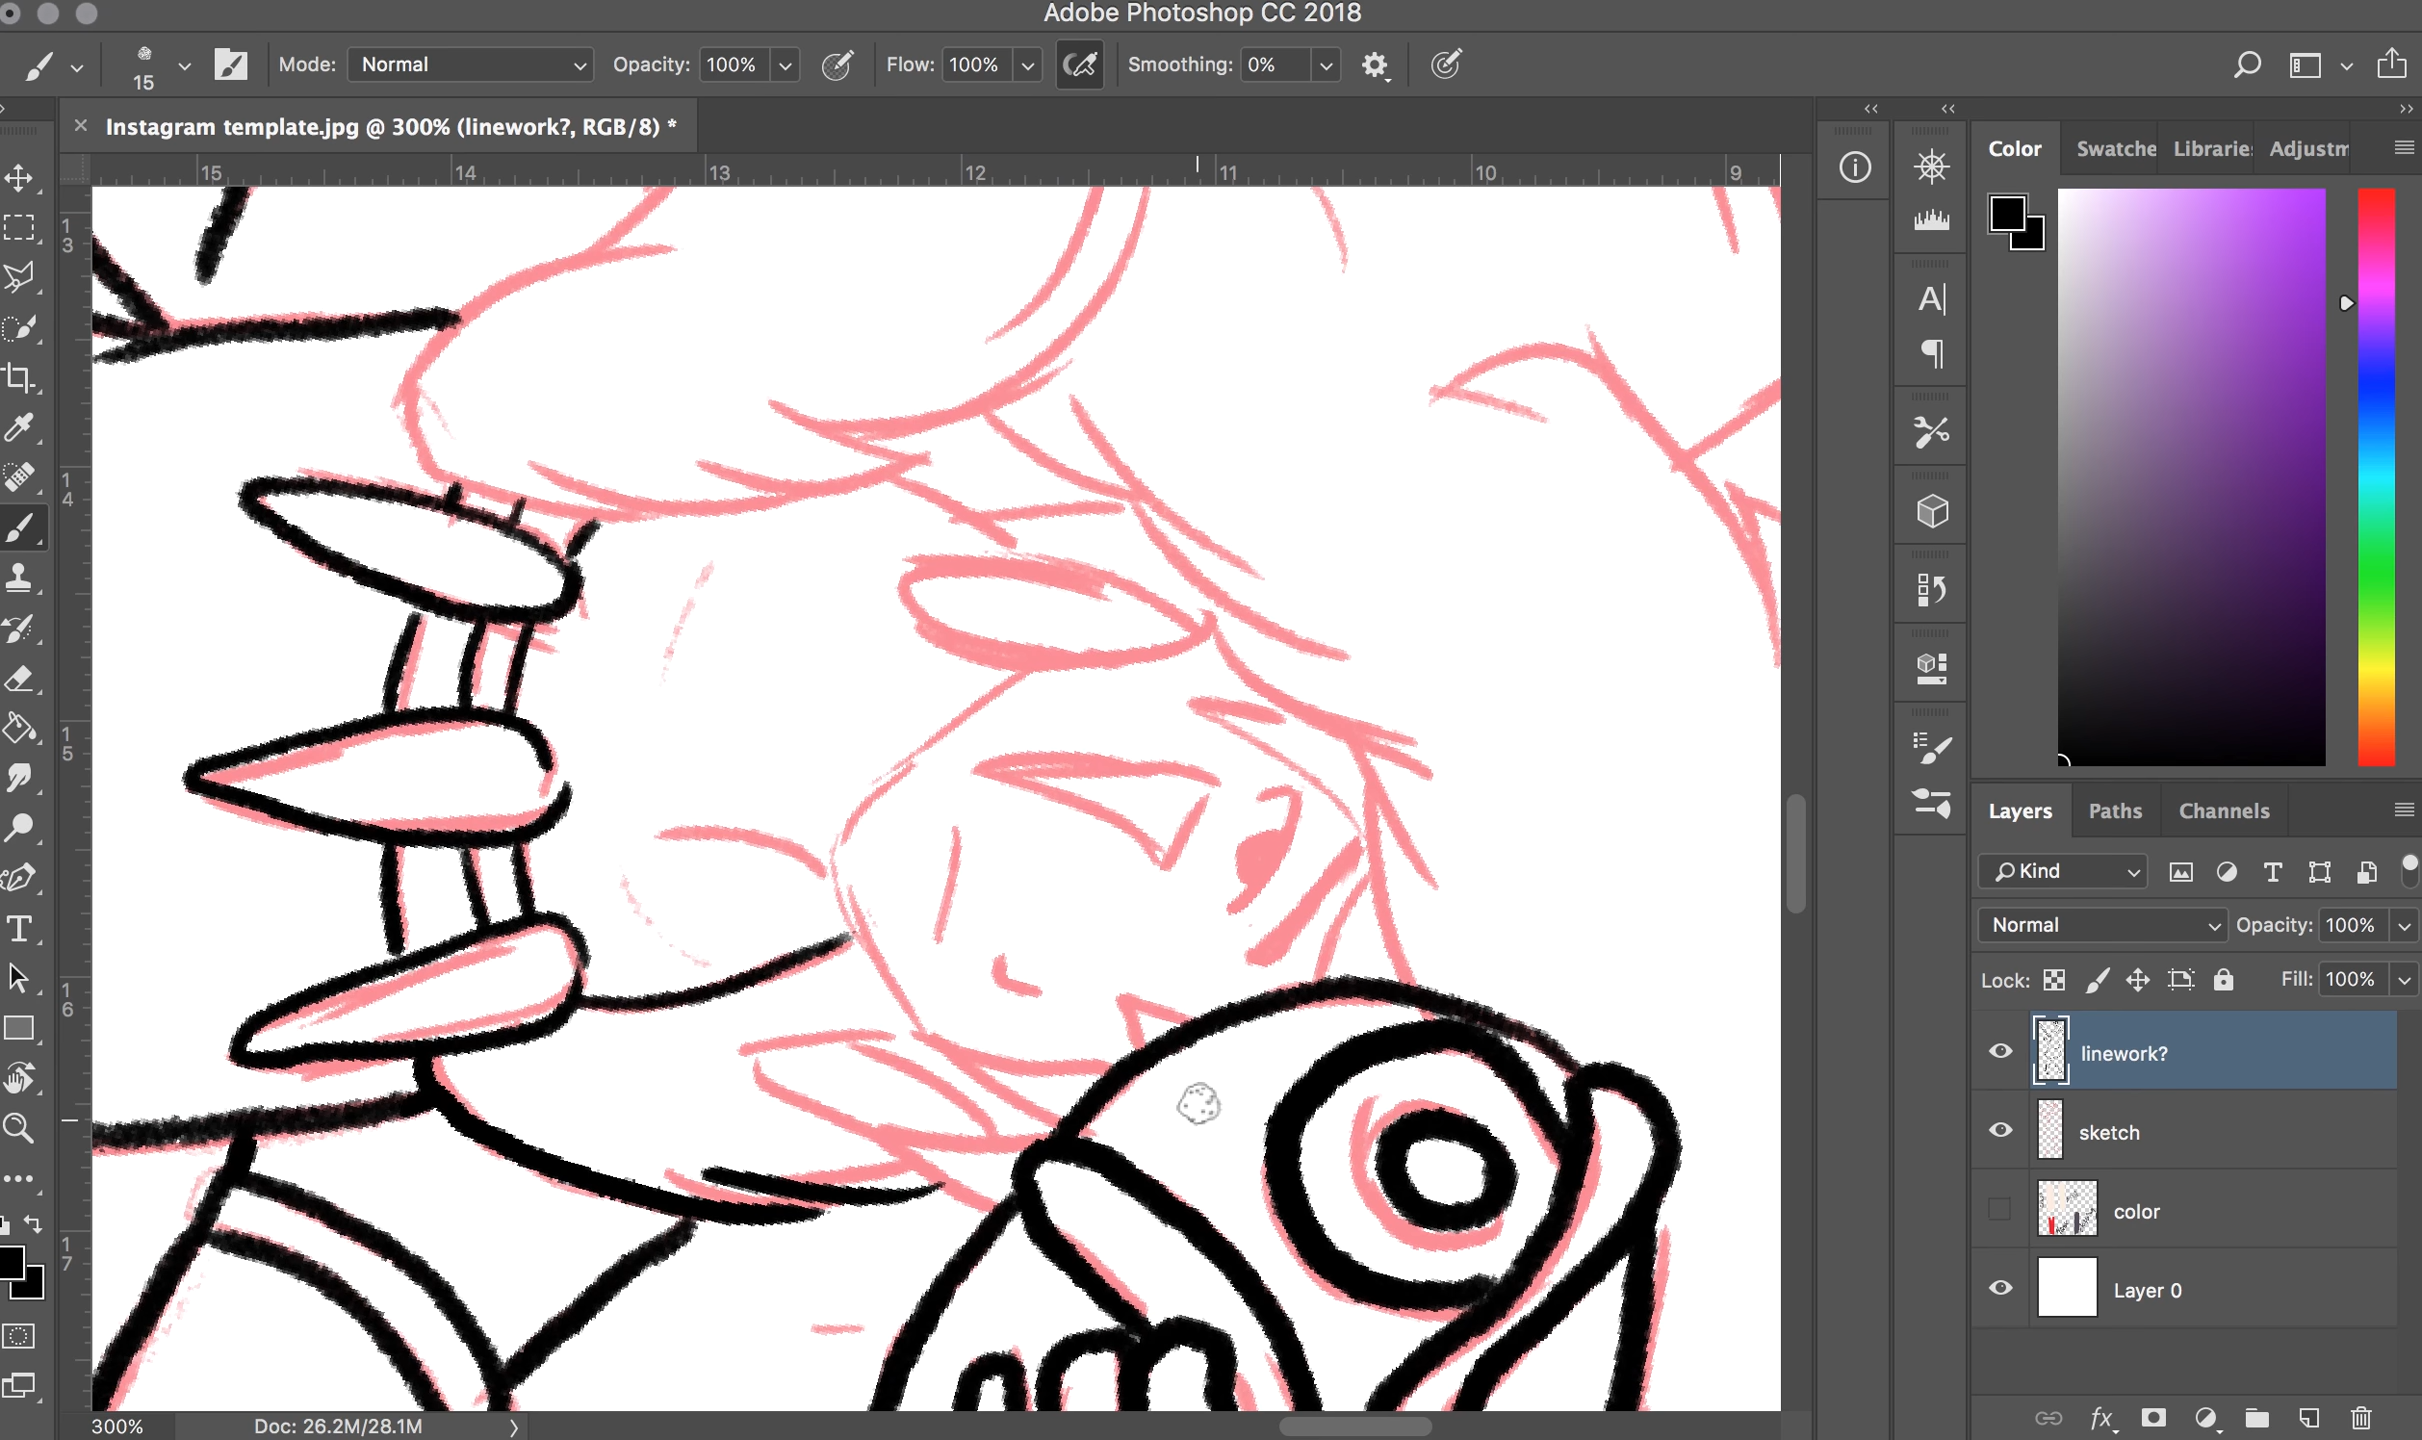 Adobe Photoshop CC 2018
15
Mode: Normal Opacity: 100% Flow: 100% Smoothing: 0%
× Instagram template.jpg @ 300% (linework?, RGB/8) *
15 14 13 12 11 10 9
13
14
15
16
17
Color Swatche Librarie Adjustm
Layers Paths Channels
Kind
Normal Opacity: 100%
Lock: Fill: 100%
linework?
sketch
color
Layer 0
fx
300% Doc: 26.2M/28.1M